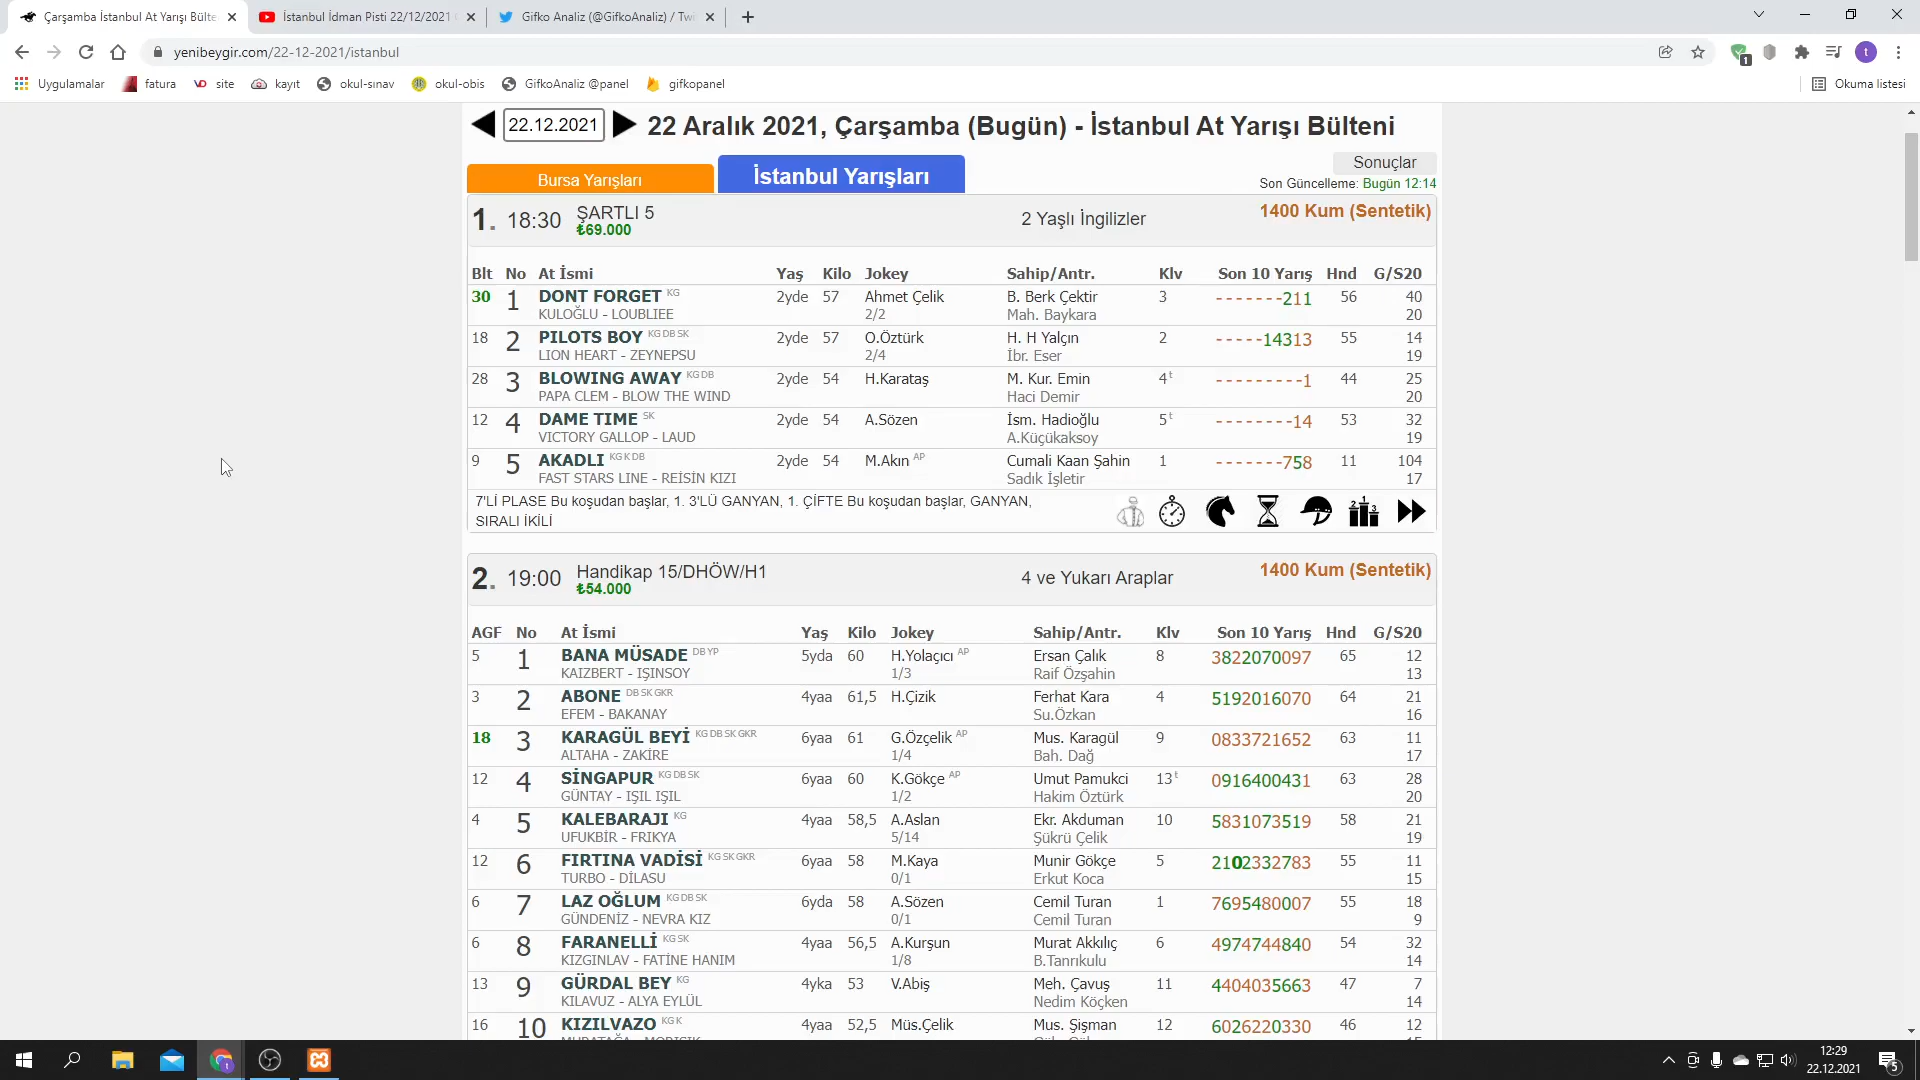 Çarşamba İstanbul At Yarışı Bülte
İstanbul İdman Pisti 22/12/2021
Gifko Analiz (@GifkoAnaliz) / Twi
yenibeygir.com/22-12-2021/istanbul
1
t
Uygulamalar
fatura
VD site
kayıt
okul-sınav
okul-obis
GifkoAnaliz @panel
gifkopanel
Okuma listesi
22.12.2021
22 Aralık 2021, Çarşamba (Bugün) - İstanbul At Yarışı Bülteni
Bursa Yarışları
İstanbul Yarışları
Sonuçlar
Son Güncelleme: Bugün 12:14
1. 18:30 ŞARTLI 5 2 Yaşlı İngilizler 1400 Kum (Sentetik)
₺69.000
Blt No At İsmi Yaş Kilo Jokey Sahip/Antr. Klv Son 10 Yarış Hnd G/S20
30 1 DONT FORGET KG 2yde 57 Ahmet Çelik B. Berk Çektir 3 -------211 56 40
KULOĞLU - LOUBLIEE 2/2 Mah. Baykara 20
18 2 PILOTS BOY KG DB SK 2yde 57 O.Öztürk H. H Yalçın 2 -----14313 55 14
LION HEART - ZEYNEPSU 2/4 İbr. Eser 19
28 3 BLOWING AWAY KG DB 2yde 54 H.Karataş M. Kur. Emin 4 t ---------1 44 25
PAPA CLEM - BLOW THE WIND Haci Demir 20
12 4 DAME TIME SK 2yde 54 A.Sözen İsm. Hadioğlu 5 t --------14 53 32
VICTORY GALLOP - LAUD A.Küçükaksoy 19
9 5 AKADLI KG K DB 2yde 54 M.Akın AP Cumali Kaan Şahin 1 -------758 11 104
FAST STARS LINE - REİSİN KIZI Sadık İşletir 17
7'Lİ PLASE Bu koşudan başlar, 1. 3'LÜ GANYAN, 1. ÇİFTE Bu koşudan başlar, GANYAN,
SIRALI İKİLİ
2. 19:00 Handikap 15/DHÖW/H1 4 ve Yukarı Araplar 1400 Kum (Sentetik)
₺54.000
AGF No At İsmi Yaş Kilo Jokey Sahip/Antr. Klv Son 10 Yarış Hnd G/S20
5 1 BANA MÜSADE DB YP 5yda 60 H.Yolaçıcı AP Ersan Çalık 8 3822070097 65 12
KAIZBERT - IŞINSOY 1/3 Raif Özşahin 13
3 2 ABONE DB SK GKR 4yaa 61,5 H.Çizik Ferhat Kara 4 5192016070 64 21
EFEM - BAKANAY Su.Özkan 16
18 3 KARAGÜL BEYİ KG DB SK GKR 6yaa 61 G.Özçelik AP Mus. Karagül 9 0833721652 63 11
ALTAHA - ZAKİRE 1/4 Bah. Dağ 17
12 4 SİNGAPUR KG DB SK 6yaa 60 K.Gökçe AP Umut Pamukci 13 t 0916400431 63 28
GÜNTAY - IŞIL IŞIL 1/2 Hakim Öztürk 20
4 5 KALEBARAJI KG 4yaa 58,5 A.Aslan Ekr. Akduman 10 5831073519 58 21
UFUKBİR - FRIKYA 5/14 Şükrü Çelik 19
12 6 FIRTINA VADİSİ KG SK GKR 6yaa 58 M.Kaya Munir Gökçe 5 2102332783 55 11
TURBO - DİLASU 0/1 Erkut Koca 15
6 7 LAZ OĞLUM KG DB SK 6yda 58 A.Sözen Cemil Turan 1 7695480007 55 18
GÜNDENİZ - NEVRA KIZ 0/1 Cemil Turan 9
6 8 FARANELLİ KG SK 4yaa 56,5 A.Kurşun Murat Akkılıç 6 4974744840 54 32
KIZGINLAV - FATİNE HANIM 1/8 B.Tanrıkulu 14
13 9 GÜRDAL BEY KG 4yka 53 V.Abiş Meh. Çavuş 11 4404035663 47 7
KILAVUZ - ALYA EYLÜL Nedim Köçken 14
16 10 KIZILVAZO KG K 4yaa 52,5 Müs.Çelik Mus. Şişman 12 6026220330 46 12
12:29
22.12.2021
5